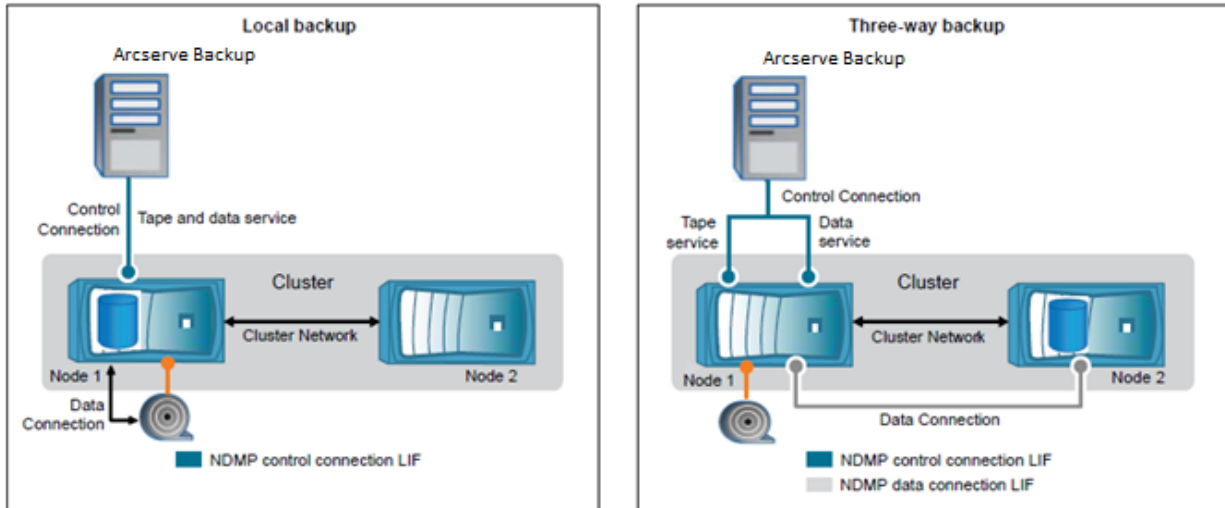 Local backup
Arcserve Backup
Control
Connection
Tape and data service
Cluster
Cluster Network
Node 1
Node 2
Data
Connection
NDMP control connection LIF
Three-way backup
Arcserve Backup
Control Connection
Tape
service
Data
service
Cluster
Cluster Network
Node 1
Node 2
Data Connection
NDMP control connection LIF
NDMP data connection LIF